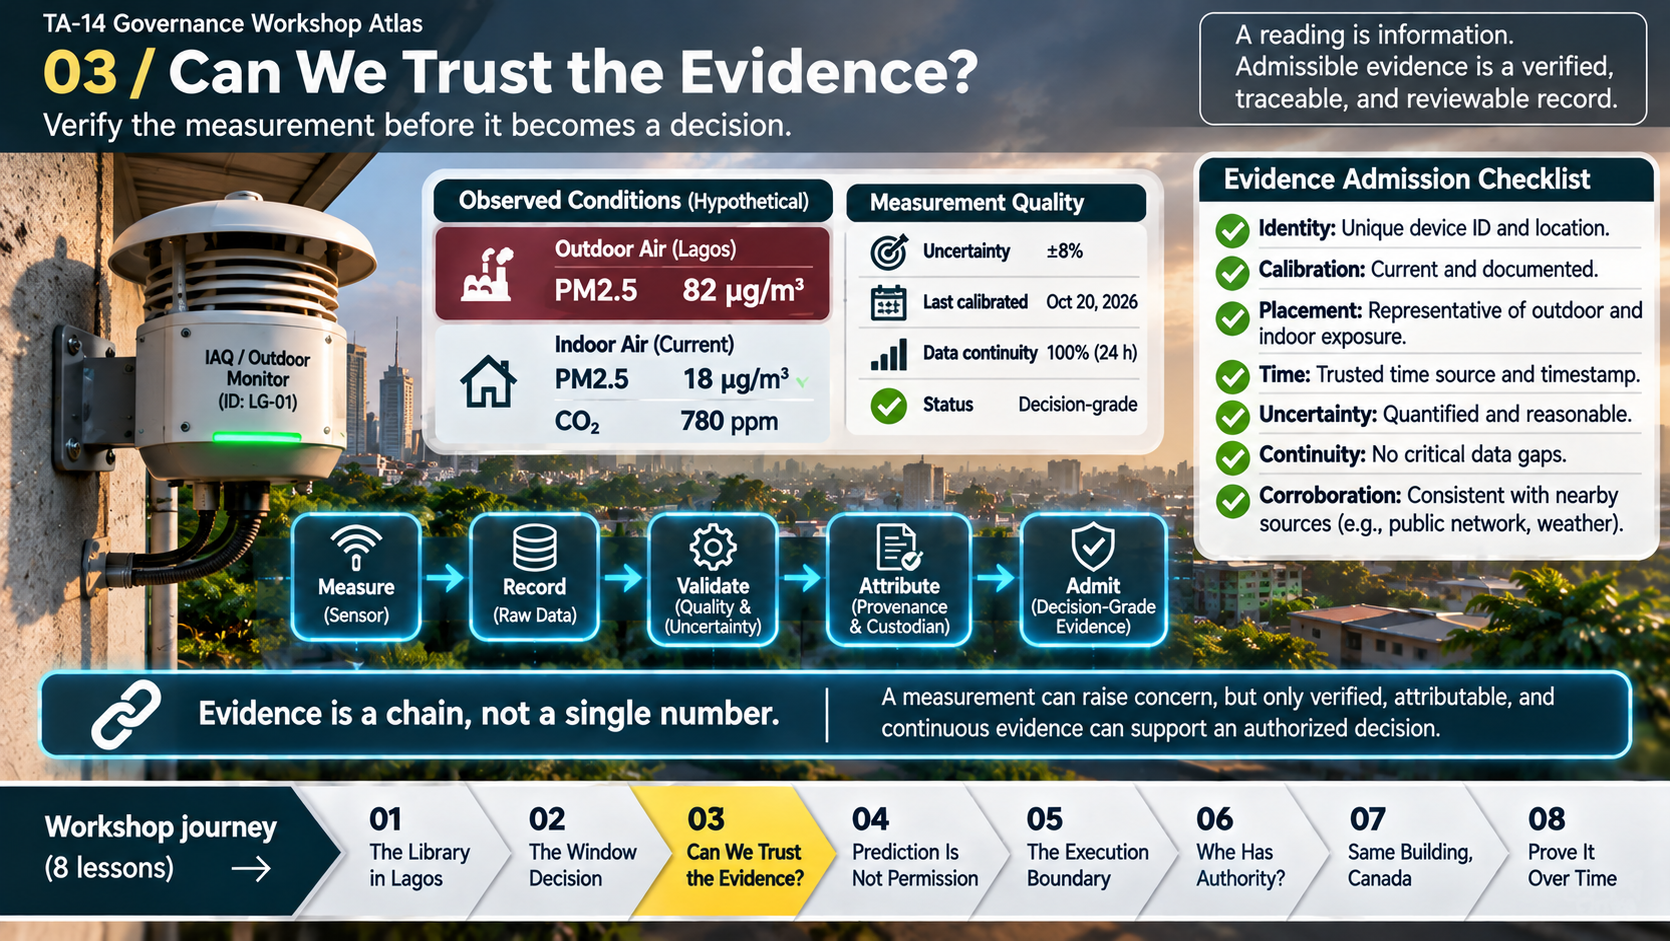 TA-14 Governance Workshop Atlas
03 / Can We Trust the Evidence?
Verify the measurement before it becomes a decision.
A reading is information.
Admissible evidence is a verified,
traceable, and reviewable record.
IAQ / Outdoor
Monitor
(ID: LG-01)
Observed Conditions (Hypothetical)
Outdoor Air (Lagos)
PM2.5 82 µg/m³
Indoor Air (Current)
PM2.5 18 µg/m³
CO₂ 780 ppm
Measurement Quality
Uncertainty ±8%
Last calibrated Oct 20, 2026
Data continuity 100% (24 h)
Status Decision-grade
Evidence Admission Checklist
Identity: Unique device ID and location.
Calibration: Current and documented.
Placement: Representative of outdoor and
indoor exposure.
Time: Trusted time source and timestamp.
Uncertainty: Quantified and reasonable.
Continuity: No critical data gaps.
Corroboration: Consistent with nearby
sources (e.g., public network, weather).
Measure
(Sensor)
Record
(Raw Data)
Validate
(Quality &
(Uncertainty)
Attribute
(Provenance
& Custodian)
Admit
(Decision-Grade
Evidence)
Evidence is a chain, not a single number.
A measurement can raise concern, but only verified, attributable, and
continuous evidence can support an authorized decision.
Workshop journey
(8 lessons)
01
The Library
in Lagos
02
The Window
Decision
03
Can We Trust
the Evidence?
04
Prediction Is
Not Permission
05
The Execution
Boundary
06
Whe Has
Authority?
07
Same Building,
Canada
08
Prove It
Over Time